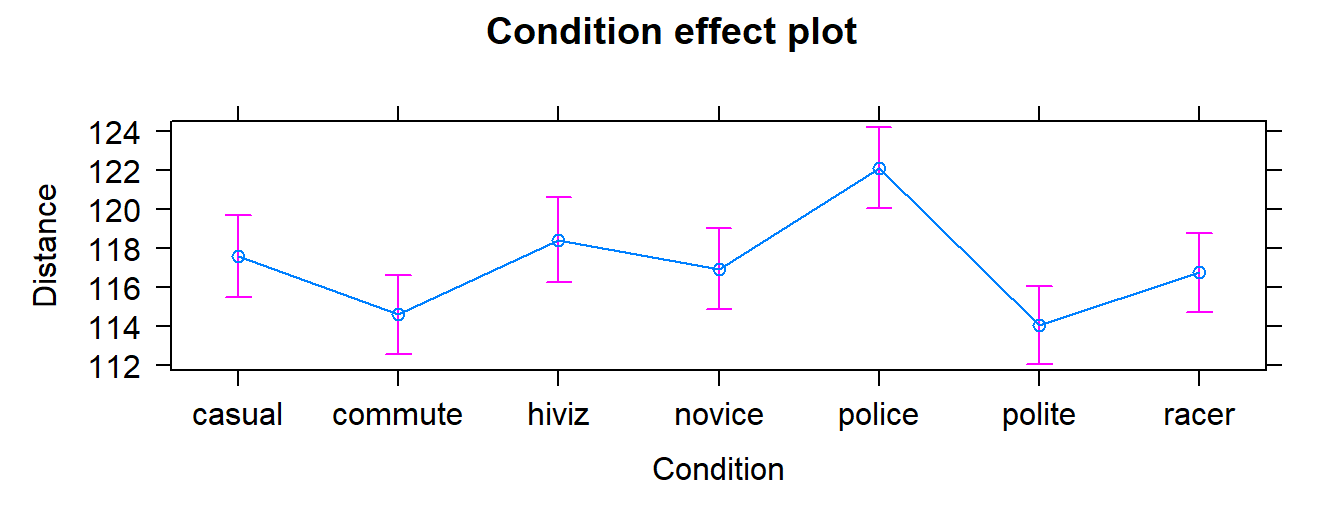 Condition effect plot
Distance
124
122
120
118
116
114
112
casual commute hiviz novice police polite racer
Condition